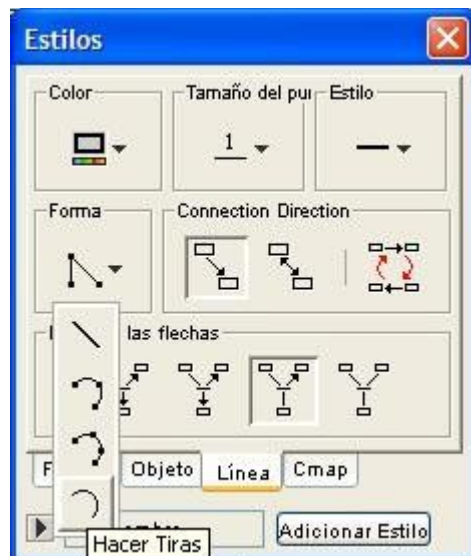 Estilos
Color
Tamaño del pui
Estilo
1
Forma
Connection Direction
las flechas
F
Objeto
Línea
Cmap
Hacer Tiras
Adicionar Estilo